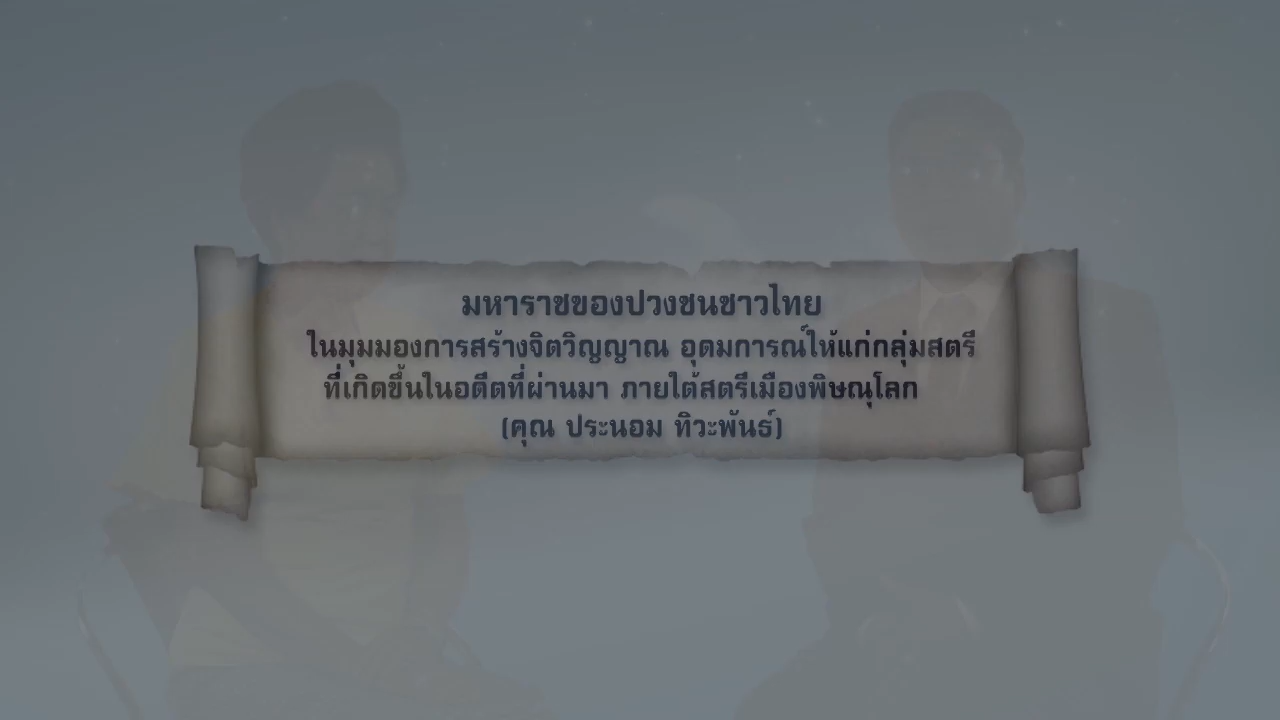 มหาราชของปวงชนชาวไทย
ในมุมมองการสร้างจิตวิญญาณ อุดมการณ์ให้แก่กลุ่มสตรี
ที่เกิดขึ้นในอดีตที่ผ่านมา ภายใต้สตรีเมืองพิษณุโลก
(คุณ ประนอม ทิวะพันธ์)